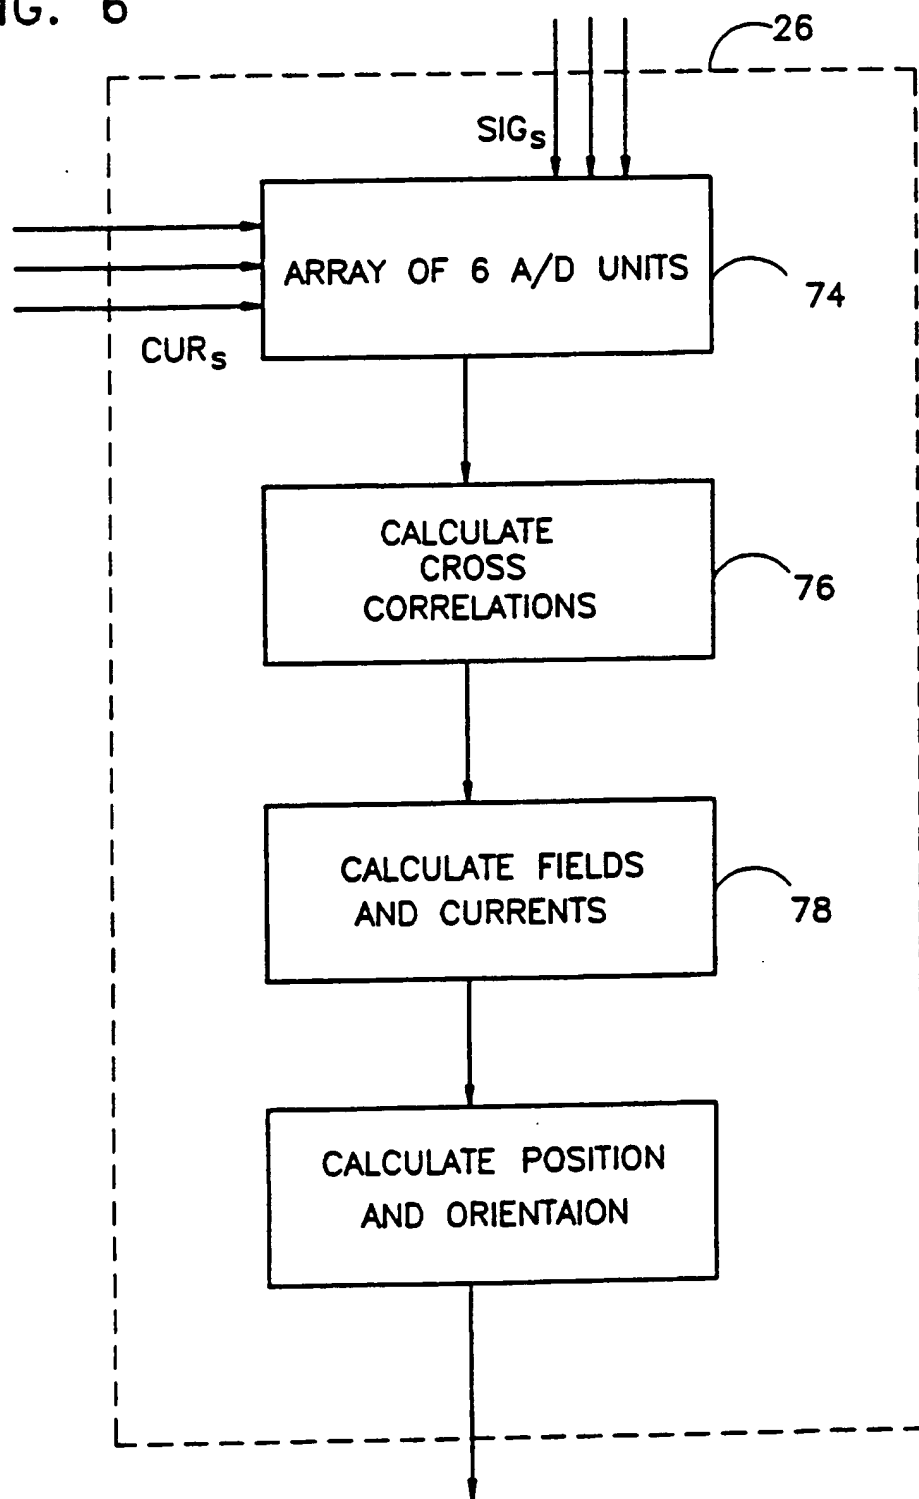 IG. 6
26
SIGs
ARRAY OF 6 A/D UNITS
74
CURs
CALCULATE
CROSS
CORRELATIONS
76
CALCULATE FIELDS
AND CURRENTS
78
CALCULATE POSITION
AND ORIENTAION